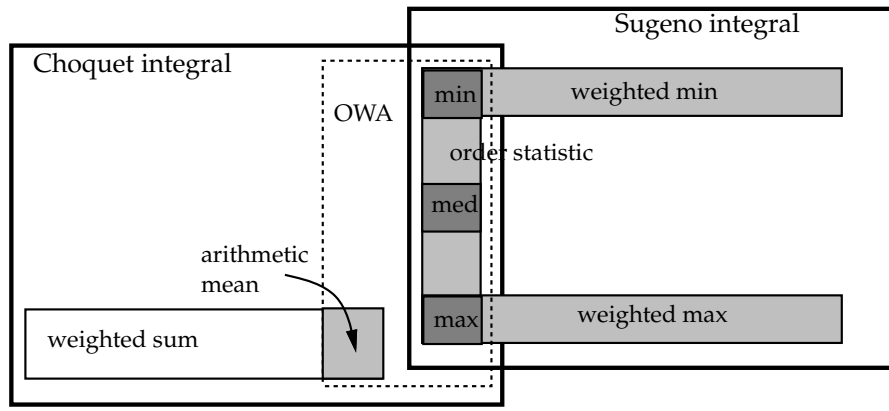 Sugeno integral
Choquet integral
min
weighted min
OWA
order statistic
med
arithmetic
mean
max
weighted max
weighted sum